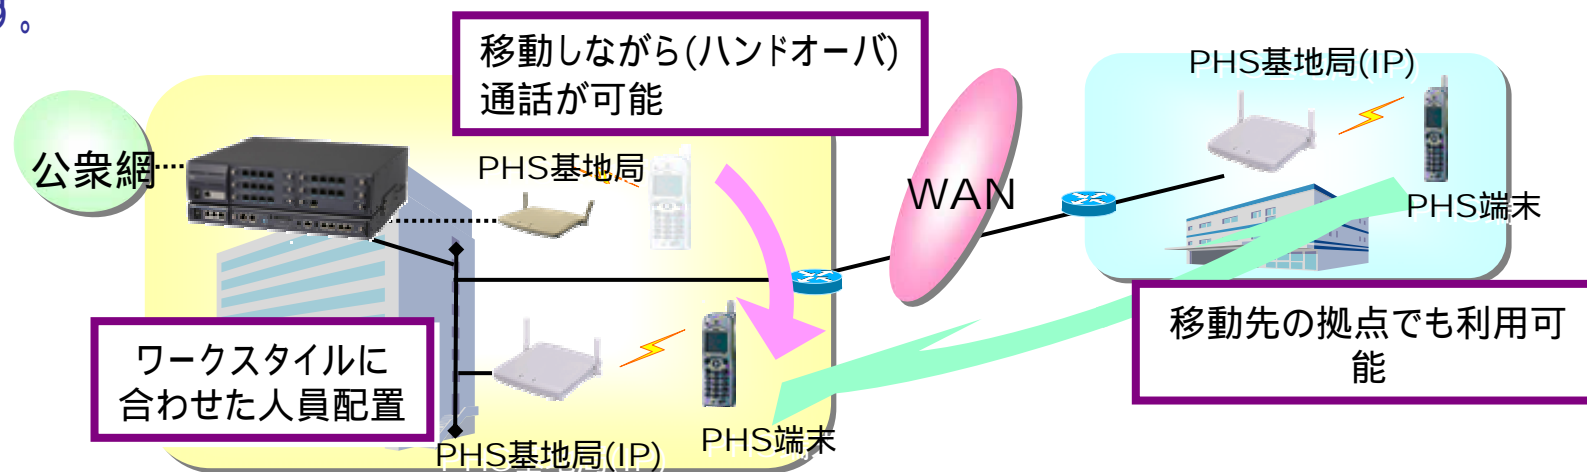 す。
移動しながら(ハンドオーバ)
通話が可能
PHS基地局(IP)
公衆網
PHS基地局
WAN
PHS端末
ワークスタイルに
合わせた人員配置
移動先の拠点でも利用可
能
PHS端末
PHS基地局(IP)